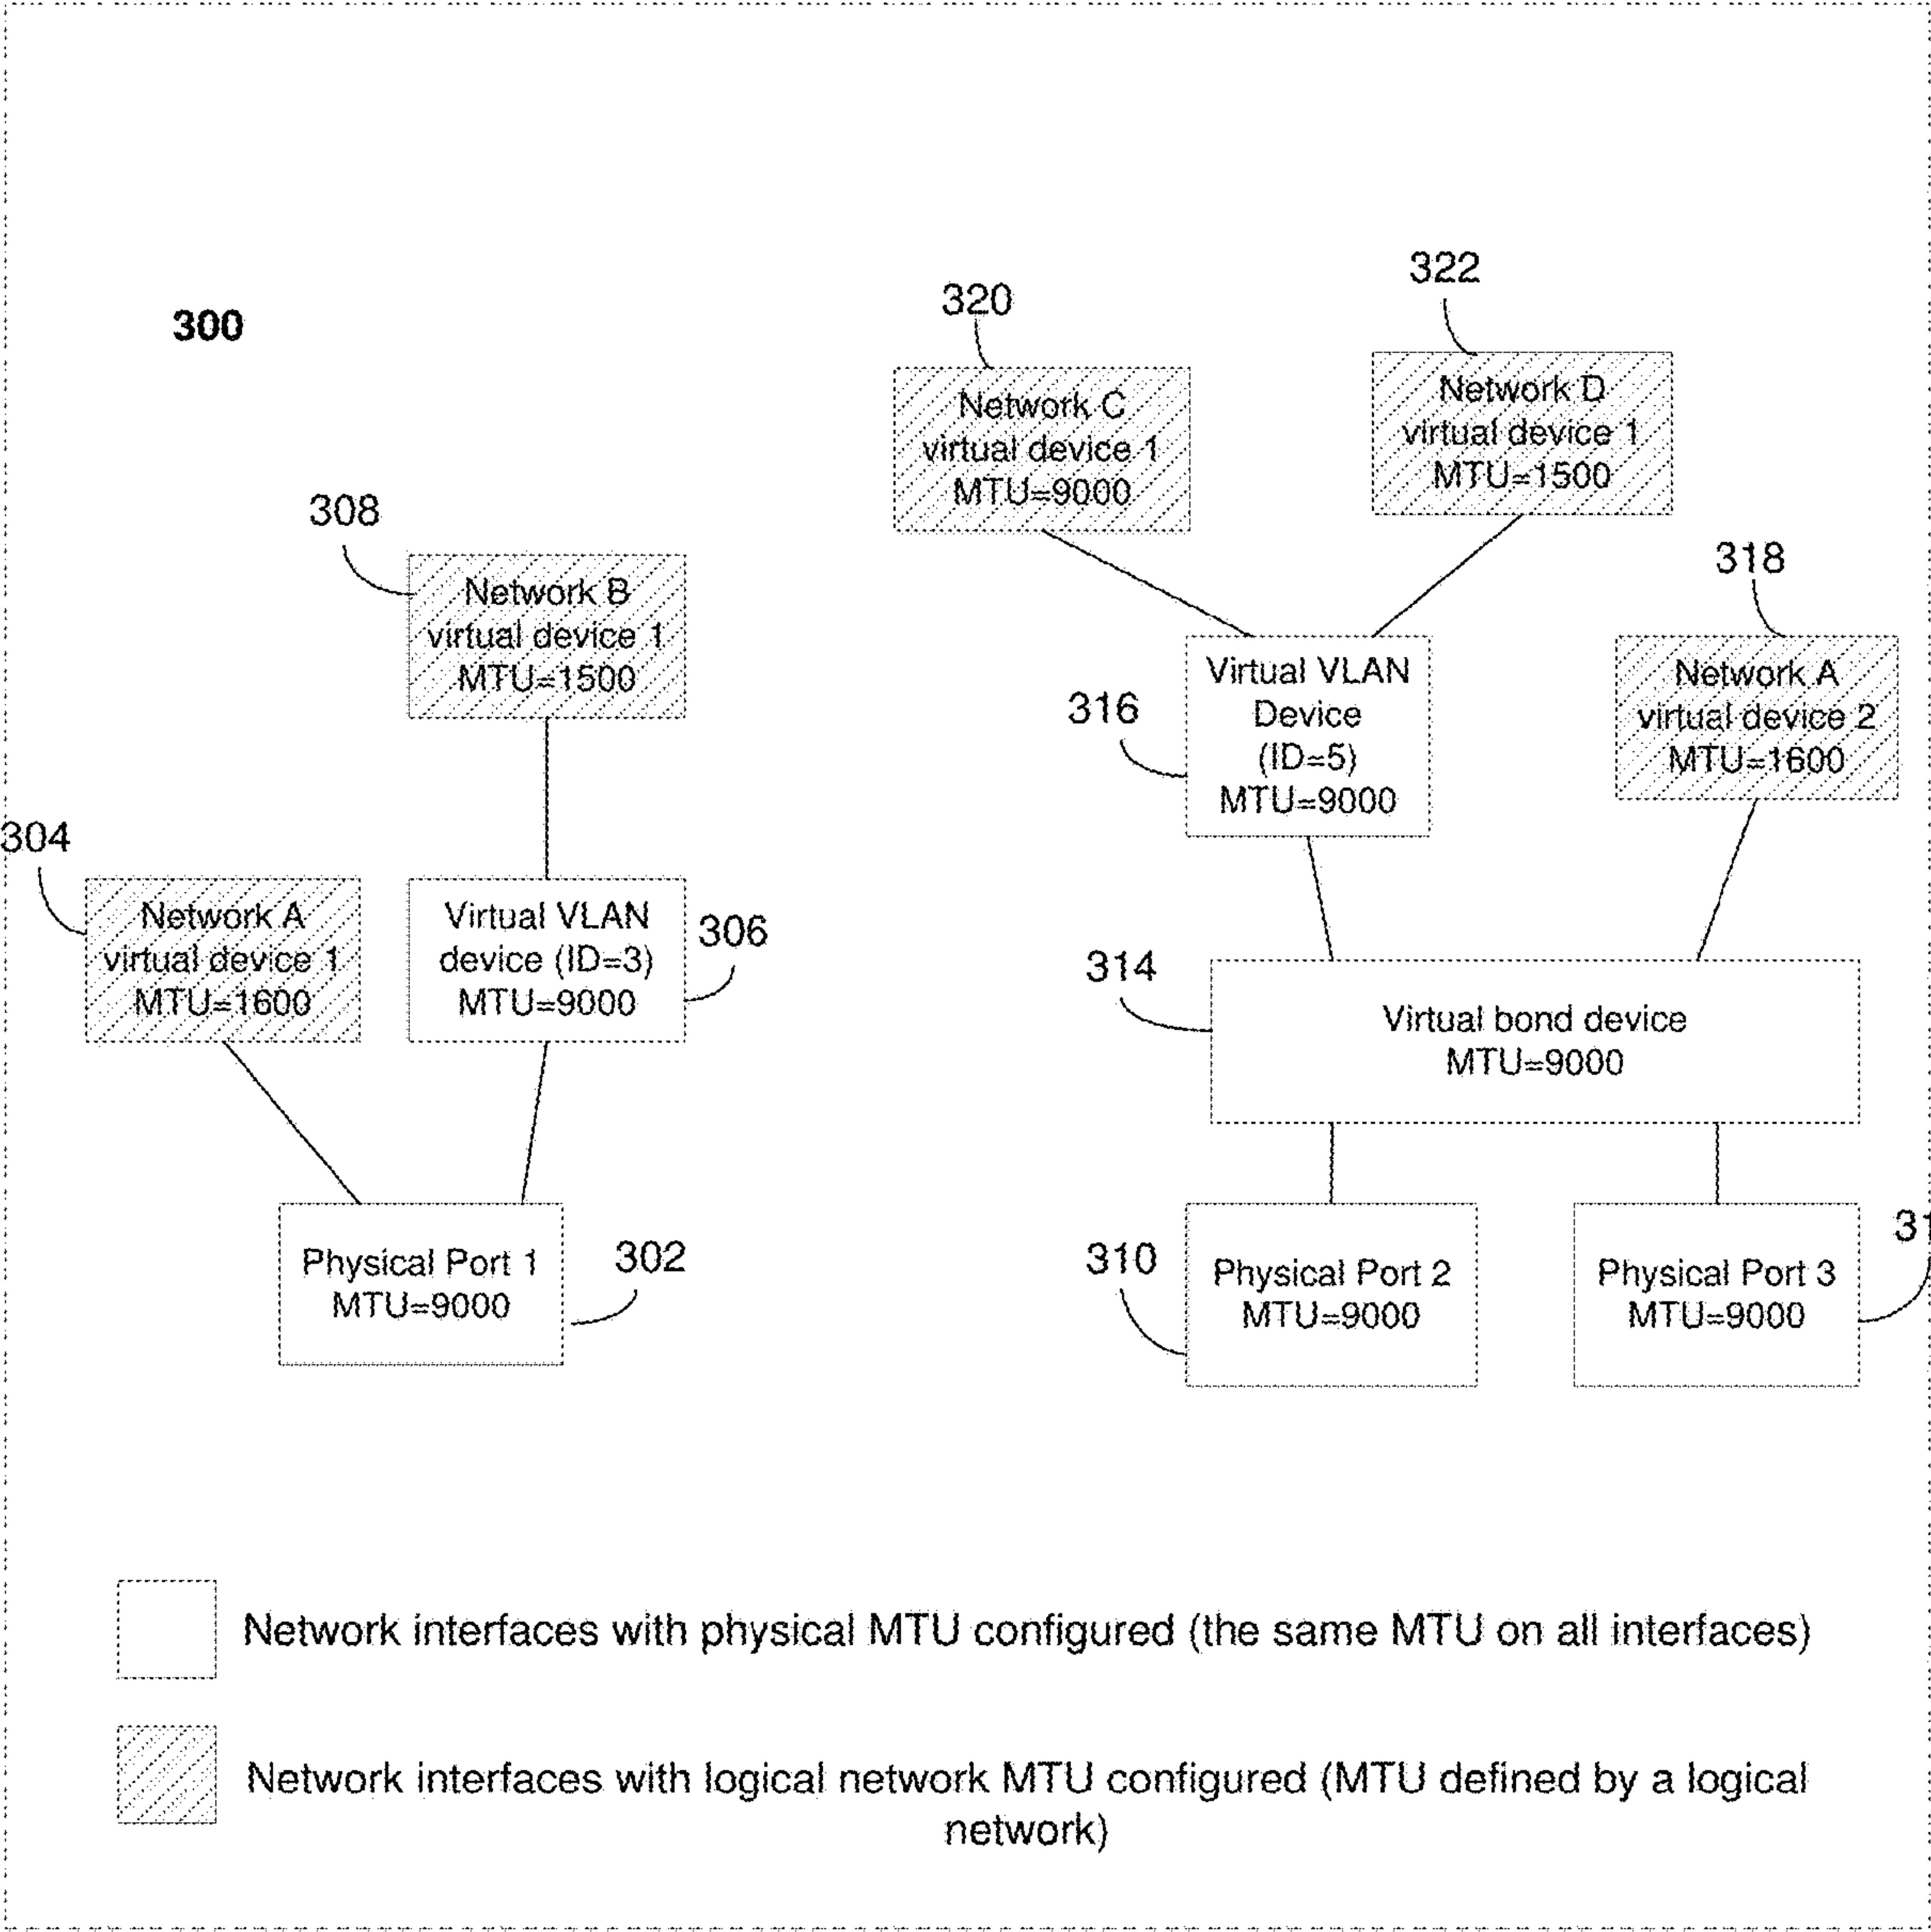 300
320
322
Network C
virtual device 1
MTU=9000
Network D
virtual device 1
MTU=1500
308
Network B
virtual device 1
MTU=1500
318
316
Virtual VLAN
Device
(ID=5)
MTU=9000
Network A
virtual device 2
MTU=1600
304
Network A
virtual device 1
MTU=1600
Virtual VLAN
device (ID=3)
MTU=9000
306
314
Virtual bond device
MTU=9000
Physical Port 1
MTU=9000
302
310
Physical Port 2
MTU=9000
Physical Port 3
MTU=9000
Network interfaces with physical MTU configured (the same MTU on all interfaces)
Network interfaces with logical network MTU configured (MTU defined by a logical
network)